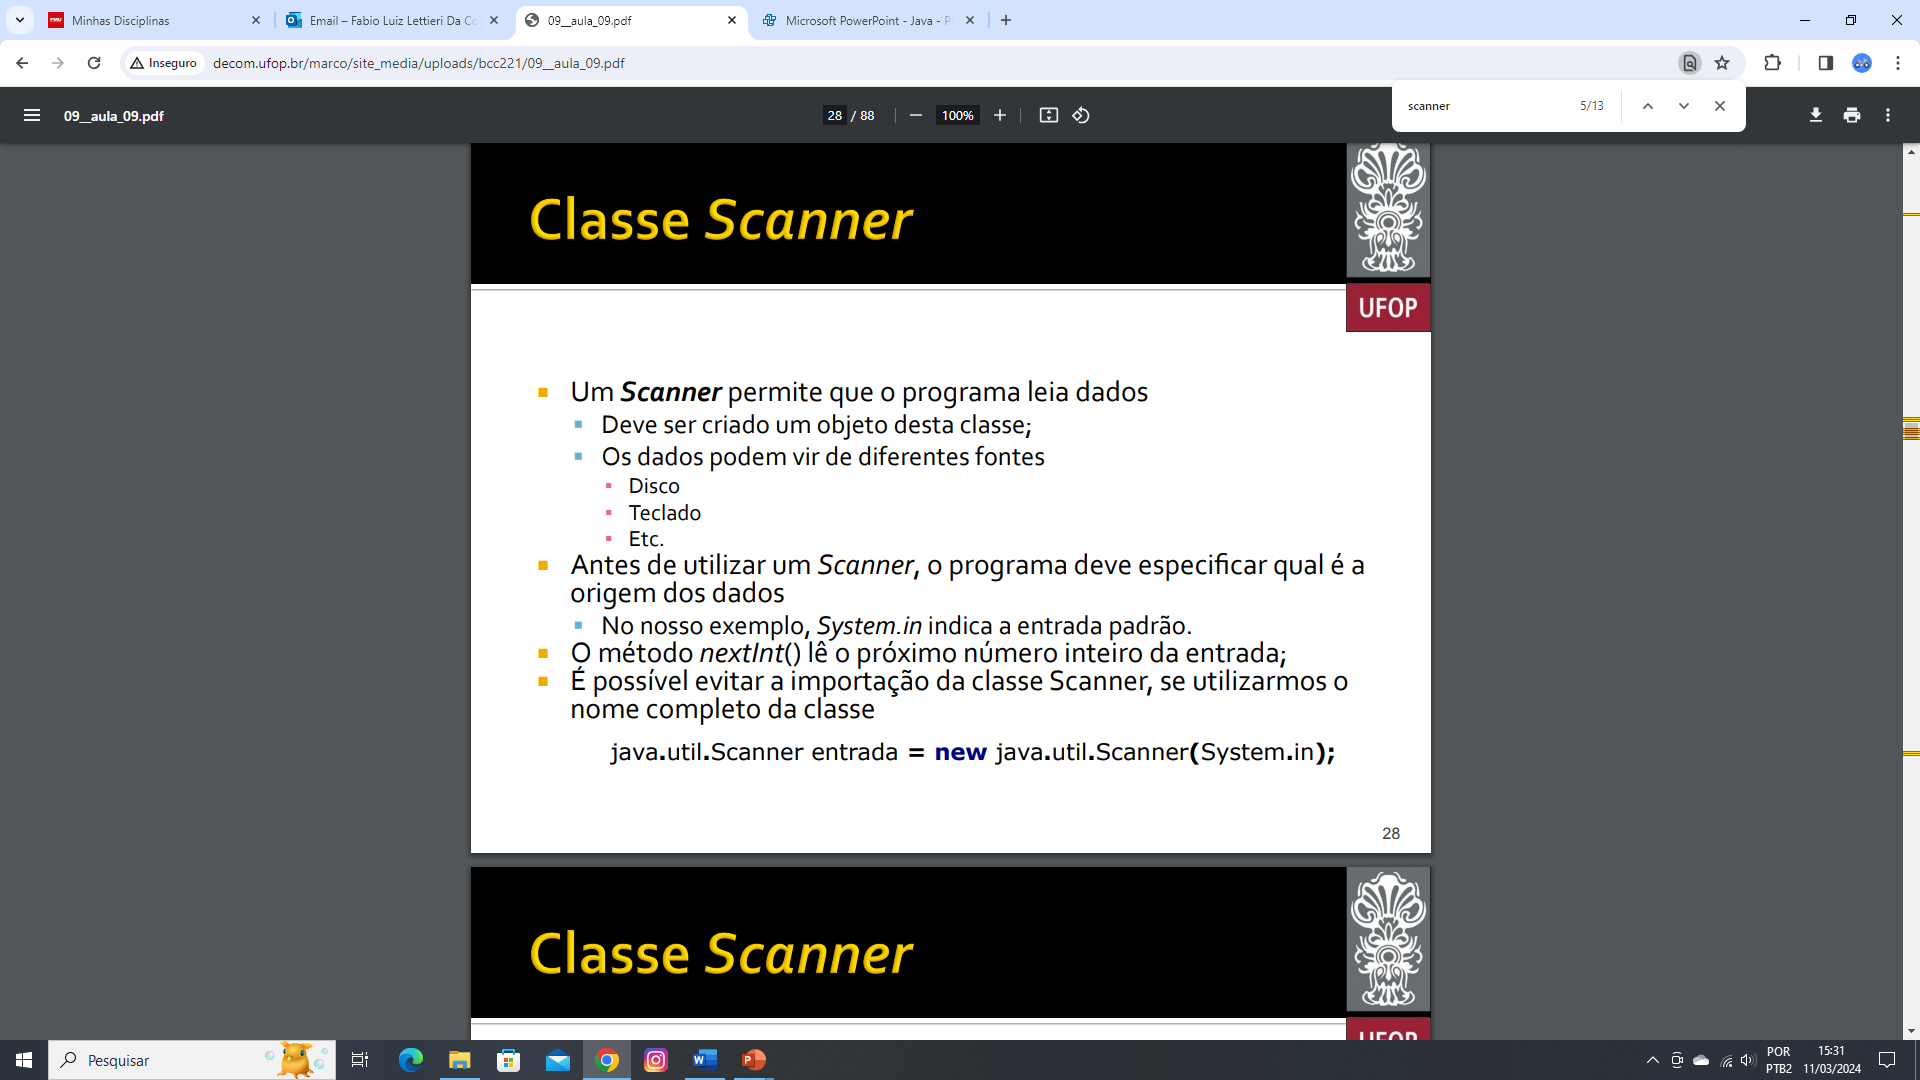 Minhas Disciplinas
Email – Fabio Luiz Lettieri Da Co
09__aula_09.pdf
Microsoft PowerPoint - Java - P
Inseguro
decom.ufop.br/marco/site_media/uploads/bcc221/09__aula_09.pdf
scanner
5/13
09__aula_09.pdf
28 / 88
100%
Classe Scanner
UFOP
Um Scanner permite que o programa leia dados
Deve ser criado um objeto desta classe;
Os dados podem vir de diferentes fontes
Disco
Teclado
Etc.
Antes de utilizar um Scanner, o programa deve especificar qual é a
origem dos dados
No nosso exemplo, System.in indica a entrada padrão.
O método nextInt() lê o próximo número inteiro da entrada;
É possível evitar a importação da classe Scanner, se utilizarmos o
nome completo da classe
java.util.Scanner entrada = new java.util.Scanner(System.in);
28
Classe Scanner
UFOP
Pesquisar
POR
PTB2
15:31
11/03/2024